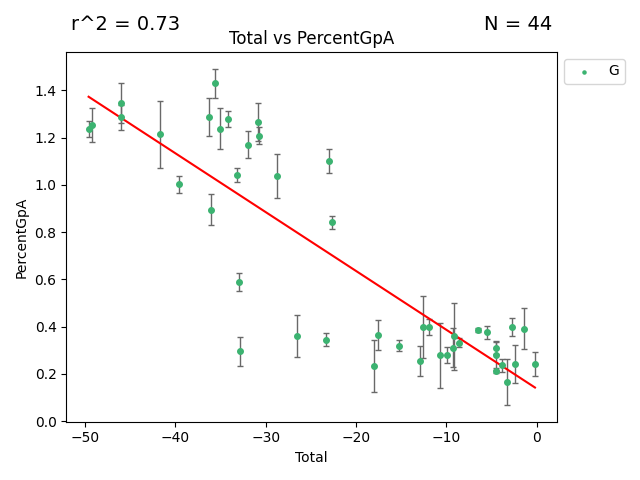 r^2 = 0.73
N = 44
Total vs PercentGpA
G
PercentGpA
1.4
1.2
1.0
0.8
0.6
0.4
0.2
0.0
−50
−40
−30
−20
−10
0
Total